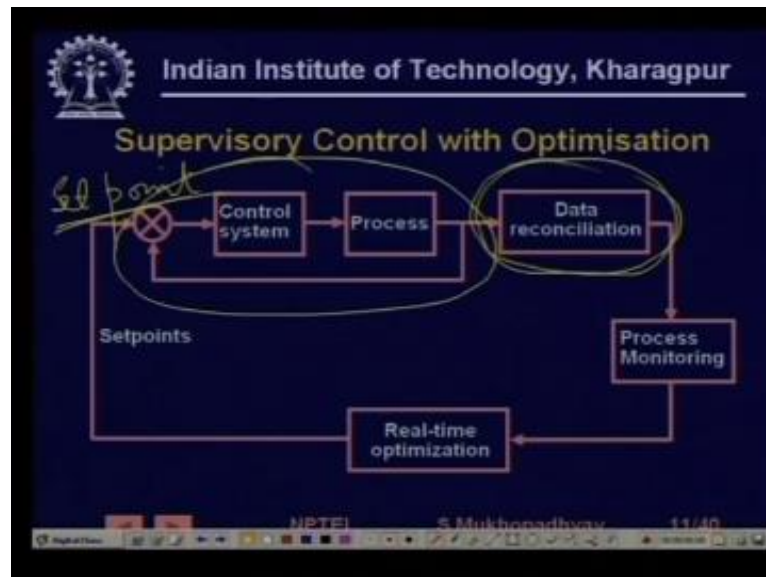 Indian Institute of Technology, Kharagpur
Supervisory Control with Optimisation
Set point
Control
system
Process
Data
reconciliation
Setpoints
Process
Monitoring
Real-time
optimization
NPTEL
S.Mukhopadhyay
11/40